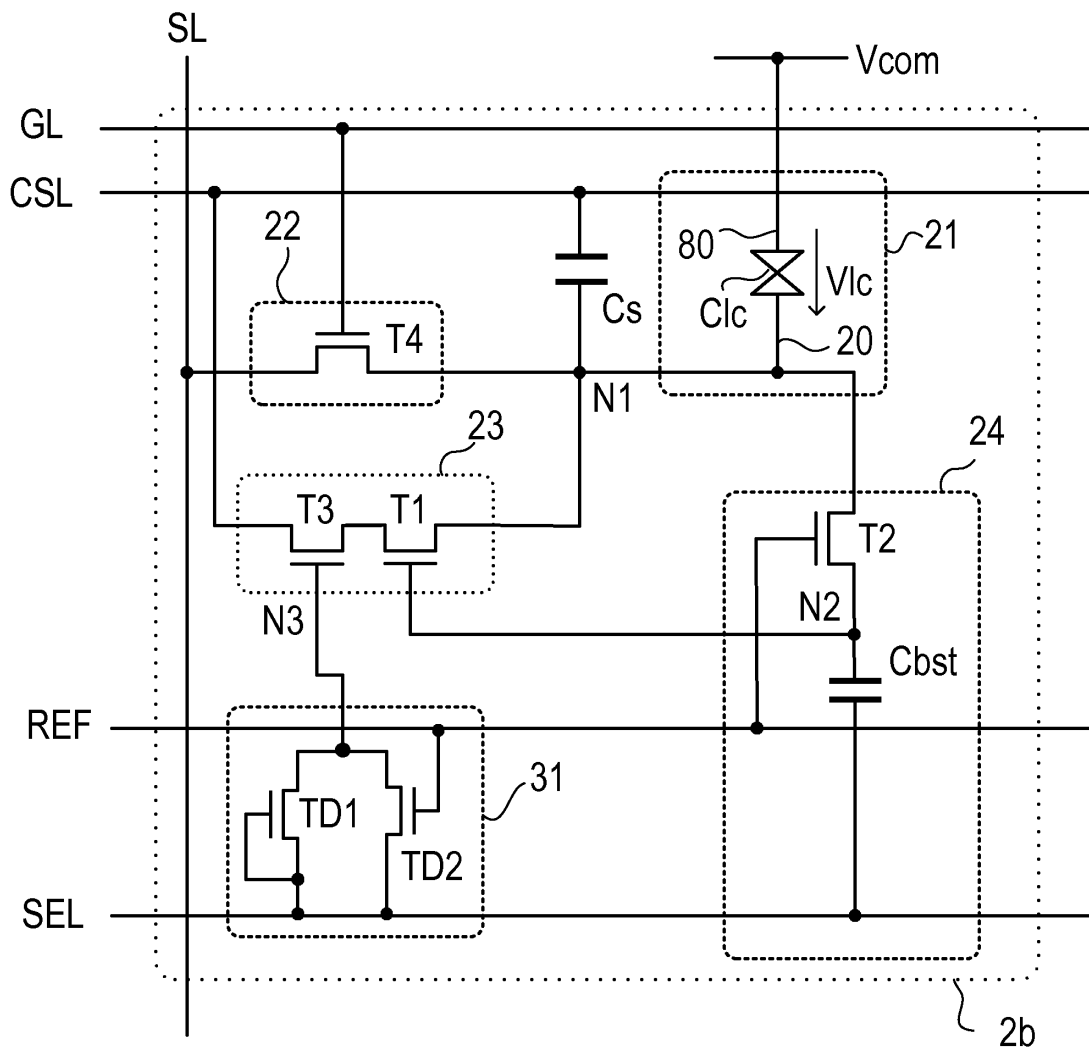 SL
Vcom
GL
CSL
22
80
21
Clc
Vlc
Cs
T4
20
N1
23
24
T3
T1
T2
N3
N2
Cbst
REF
31
TD1
TD2
SEL
2b